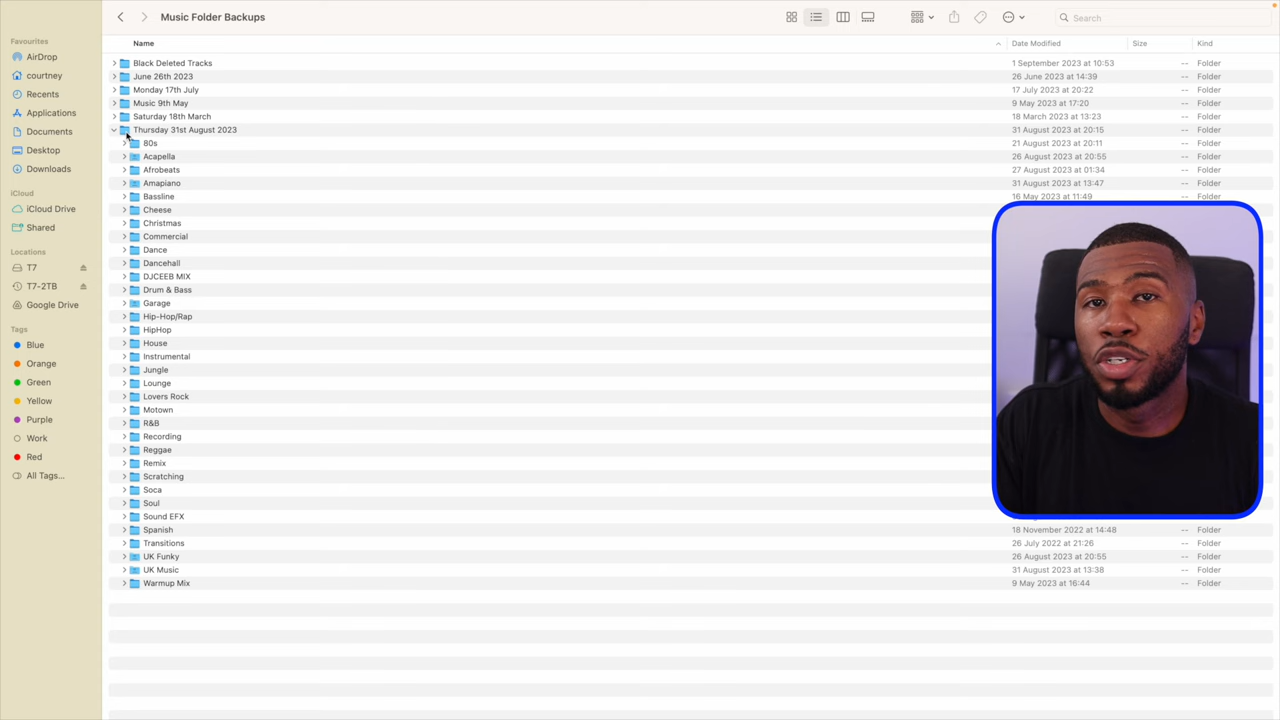 Music Folder Backups
Search
Favourites
AirDrop
courtney
Recents
Applications
Documents
Desktop
Downloads
iCloud
iCloud Drive
Shared
Locations
T7
T7-2TB
Google Drive
Tags
Blue
Orange
Green
Yellow
Purple
Work
Red
All Tags...
Name Date Modified Size Kind
Black Deleted Tracks 1 September 2023 at 10:53 -- Folder
June 26th 2023 26 June 2023 at 14:39 -- Folder
Monday 17th July 17 July 2023 at 20:22 -- Folder
Music 9th May 9 May 2023 at 17:20 -- Folder
Saturday 18th March 18 March 2023 at 13:23 -- Folder
Thursday 31st August 2023 31 August 2023 at 20:15 -- Folder
80s 21 August 2023 at 20:11 -- Folder
Acapella 26 August 2023 at 20:55 -- Folder
Afrobeats 27 August 2023 at 01:34 -- Folder
Amapiano 31 August 2023 at 13:47 -- Folder
Bassline 16 May 2023 at 11:49 -- Folder
Cheese
Christmas
Commercial
Dance
Dancehall
DJCEEB MIX
Drum & Bass
Garage
Hip-Hop/Rap
HipHop
House
Instrumental
Jungle
Lounge
Lovers Rock
Motown
R&B
Recording
Reggae
Remix
Scratching
Soca
Soul
Sound EFX
Spanish 18 November 2022 at 14:48 -- Folder
Transitions 26 July 2022 at 21:26 -- Folder
UK Funky 26 August 2023 at 20:55 -- Folder
UK Music 31 August 2023 at 13:38 -- Folder
Warmup Mix 9 May 2023 at 16:44 -- Folder